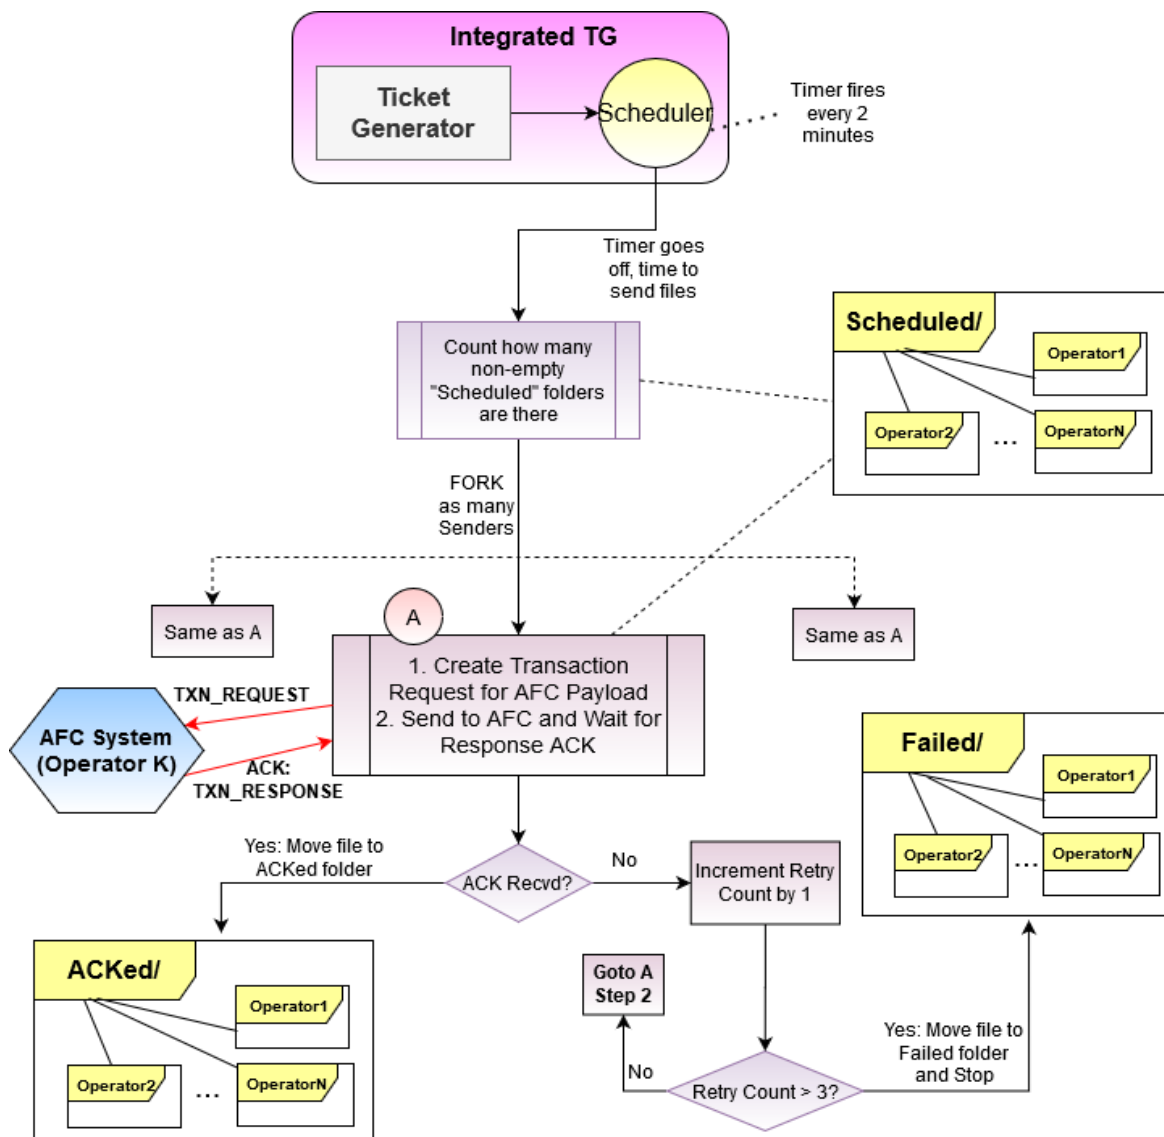 Integrated TG
Ticket
Generator
Scheduler
Timer fires
every 2
minutes
Timer goes
off, time to
send files
Count how many
non-empty
"Scheduled" folders
are there
Scheduled/
Operator1
Operator2
...
OperatorN
FORK
as many
Senders
Same as A
A
Same as A
1. Create Transaction
Request for AFC Payload
2. Send to AFC and Wait for
Response ACK
TXN_REQUEST
AFC System
(Operator K)
ACK:
TXN_RESPONSE
Failed/
Operator1
Operator2
...
OperatorN
Yes: Move file to
ACKed folder
ACK Recvd?
No
Increment Retry
Count by 1
ACKed/
Operator1
Operator2
...
OperatorN
Goto A
Step 2
No
Retry Count > 3?
Yes: Move file to
Failed folder
and Stop